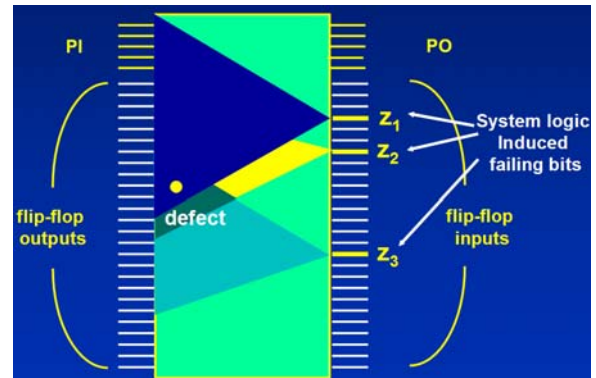 PI
PO
z1
z2
z3
System logic
Induced
failing bits
defect
flip-flop
outputs
flip-flop
inputs